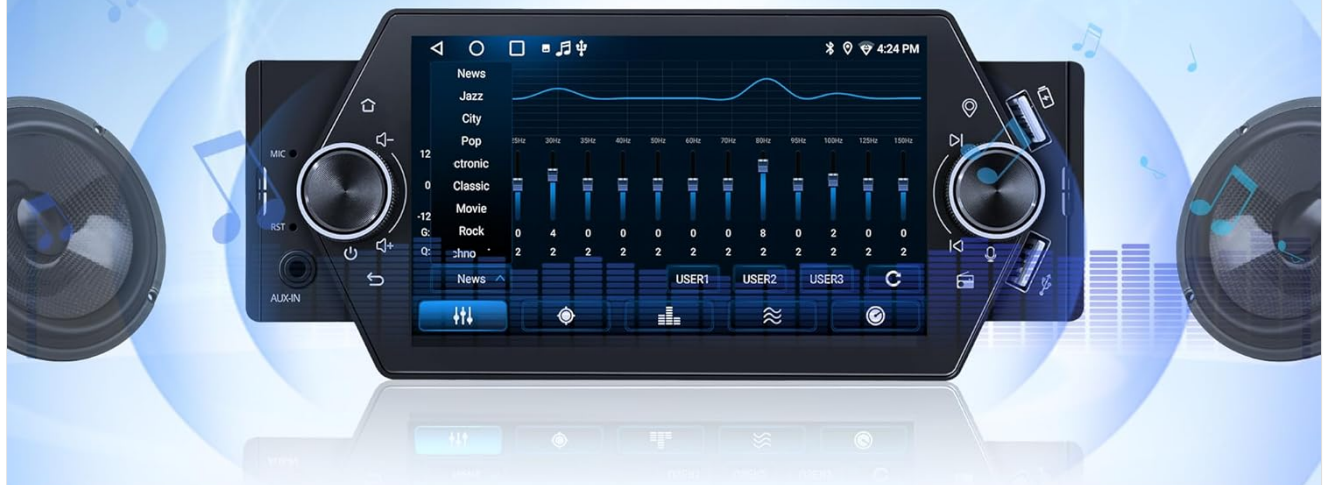 4:24 PM
News
Jazz
City
Pop
ctronic
Classic
Movie
Rock
chno
25Hz 30Hz 35Hz 40Hz 50Hz 60Hz 70Hz 80Hz 95Hz 100Hz 125Hz 150Hz
12
0
-12
G: 0 4 0 0 0 0 0 8 0 2 0 0
Q: 2 2 2 2 2 2 2 2 2 2 2 2
News USER1 USER2 USER3
MIC
RST
AUX-IN